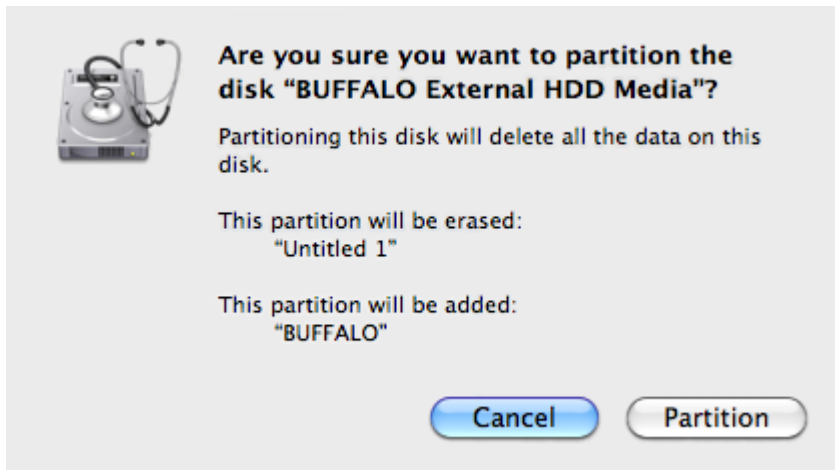 Are you sure you want to partition the
disk “BUFFALO External HDD Media”?
Partitioning this disk will delete all the data on this
disk.
This partition will be erased:
“Untitled 1”
This partition will be added:
“BUFFALO”
Cancel Partition